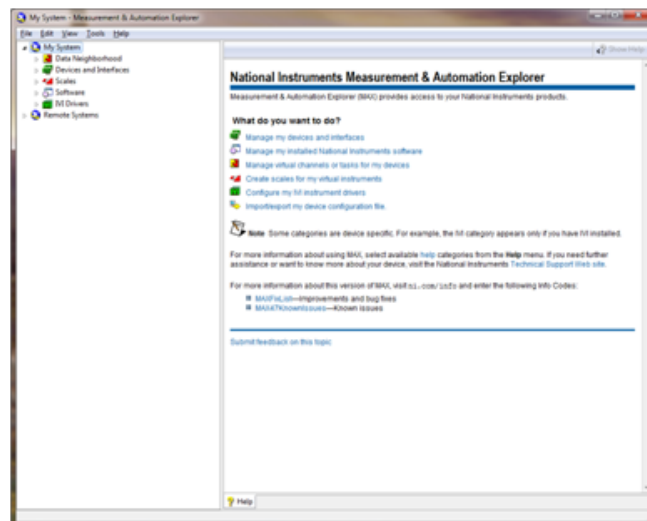 My System - Measurement & Automation Explorer
File Edit View Tools Help
My System
Data Neighborhood
Devices and Interfaces
Scales
Software
IVI Drivers
Remote Systems
Show Help
National Instruments Measurement & Automation Explorer
Measurement & Automation Explorer (MAX) provides access to your National Instruments products.
What do you want to do?
Manage my devices and interfaces
Manage my installed National Instruments software
Manage virtual channels or tasks for my devices
Create scales for my virtual instruments
Configure my IVI instrument drivers
Import/export my device configuration file.
Note Some categories are device specific. For example, the IVI category appears only if you have IVI installed.
For more information about using MAX, select available help categories from the Help menu. If you need further
assistance or want to know more about your device, visit the National Instruments Technical Support Web site.
For more information about this version of MAX, visit ni.com/info and enter the following Info Codes:
MAXFixList—Improvements and bug fixes
MAX47KnownIssues—Known issues
Submit feedback on this topic
Help